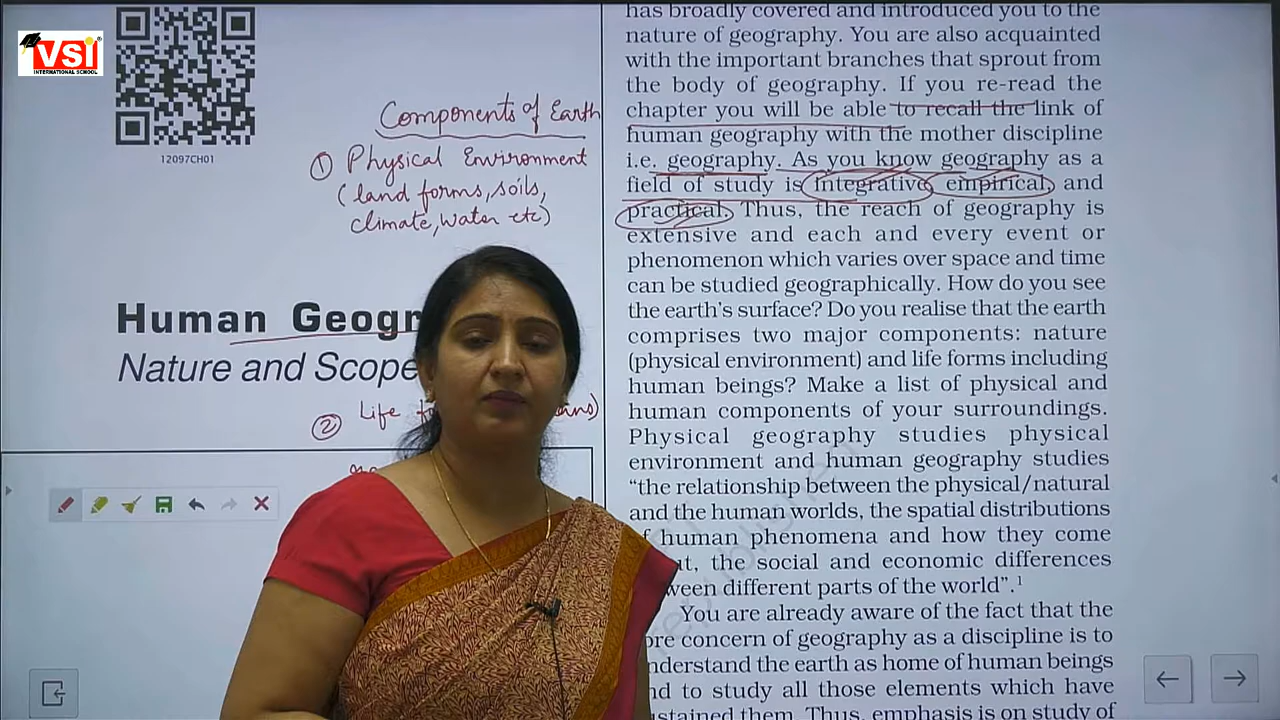 VSI
INTERNATIONAL SCHOOL
12097CH01
Components of Earth
① Physical Environment
(land forms, soils,
climate, water etc)
Human Geogr
Nature and Scope
② Life
has broadly covered and introduced you to the
nature of geography. You are also acquainted
with the important branches that sprout from
the body of geography. If you re-read the
chapter you will be able to recall the link of
human geography with the mother discipline
i.e. geography. As you know geography as a
field of study is integrative, empirical, and
practical. Thus, the reach of geography is
extensive and each and every event or
phenomenon which varies over space and time
can be studied geographically. How do you see
the earth's surface? Do you realise that the earth
comprises two major components: nature
(physical environment) and life forms including
human beings? Make a list of physical and
human components of your surroundings.
Physical geography studies physical
environment and human geography studies
“the relationship between the physical/natural
and the human worlds, the spatial distributions
of human phenomena and how they come
the social and economic differences
different parts of the world”.¹
You are already aware of the fact that the
concern of geography as a discipline is to
understand the earth as home of human beings
and to study all those elements which have
them. Thus, emphasis is on study of